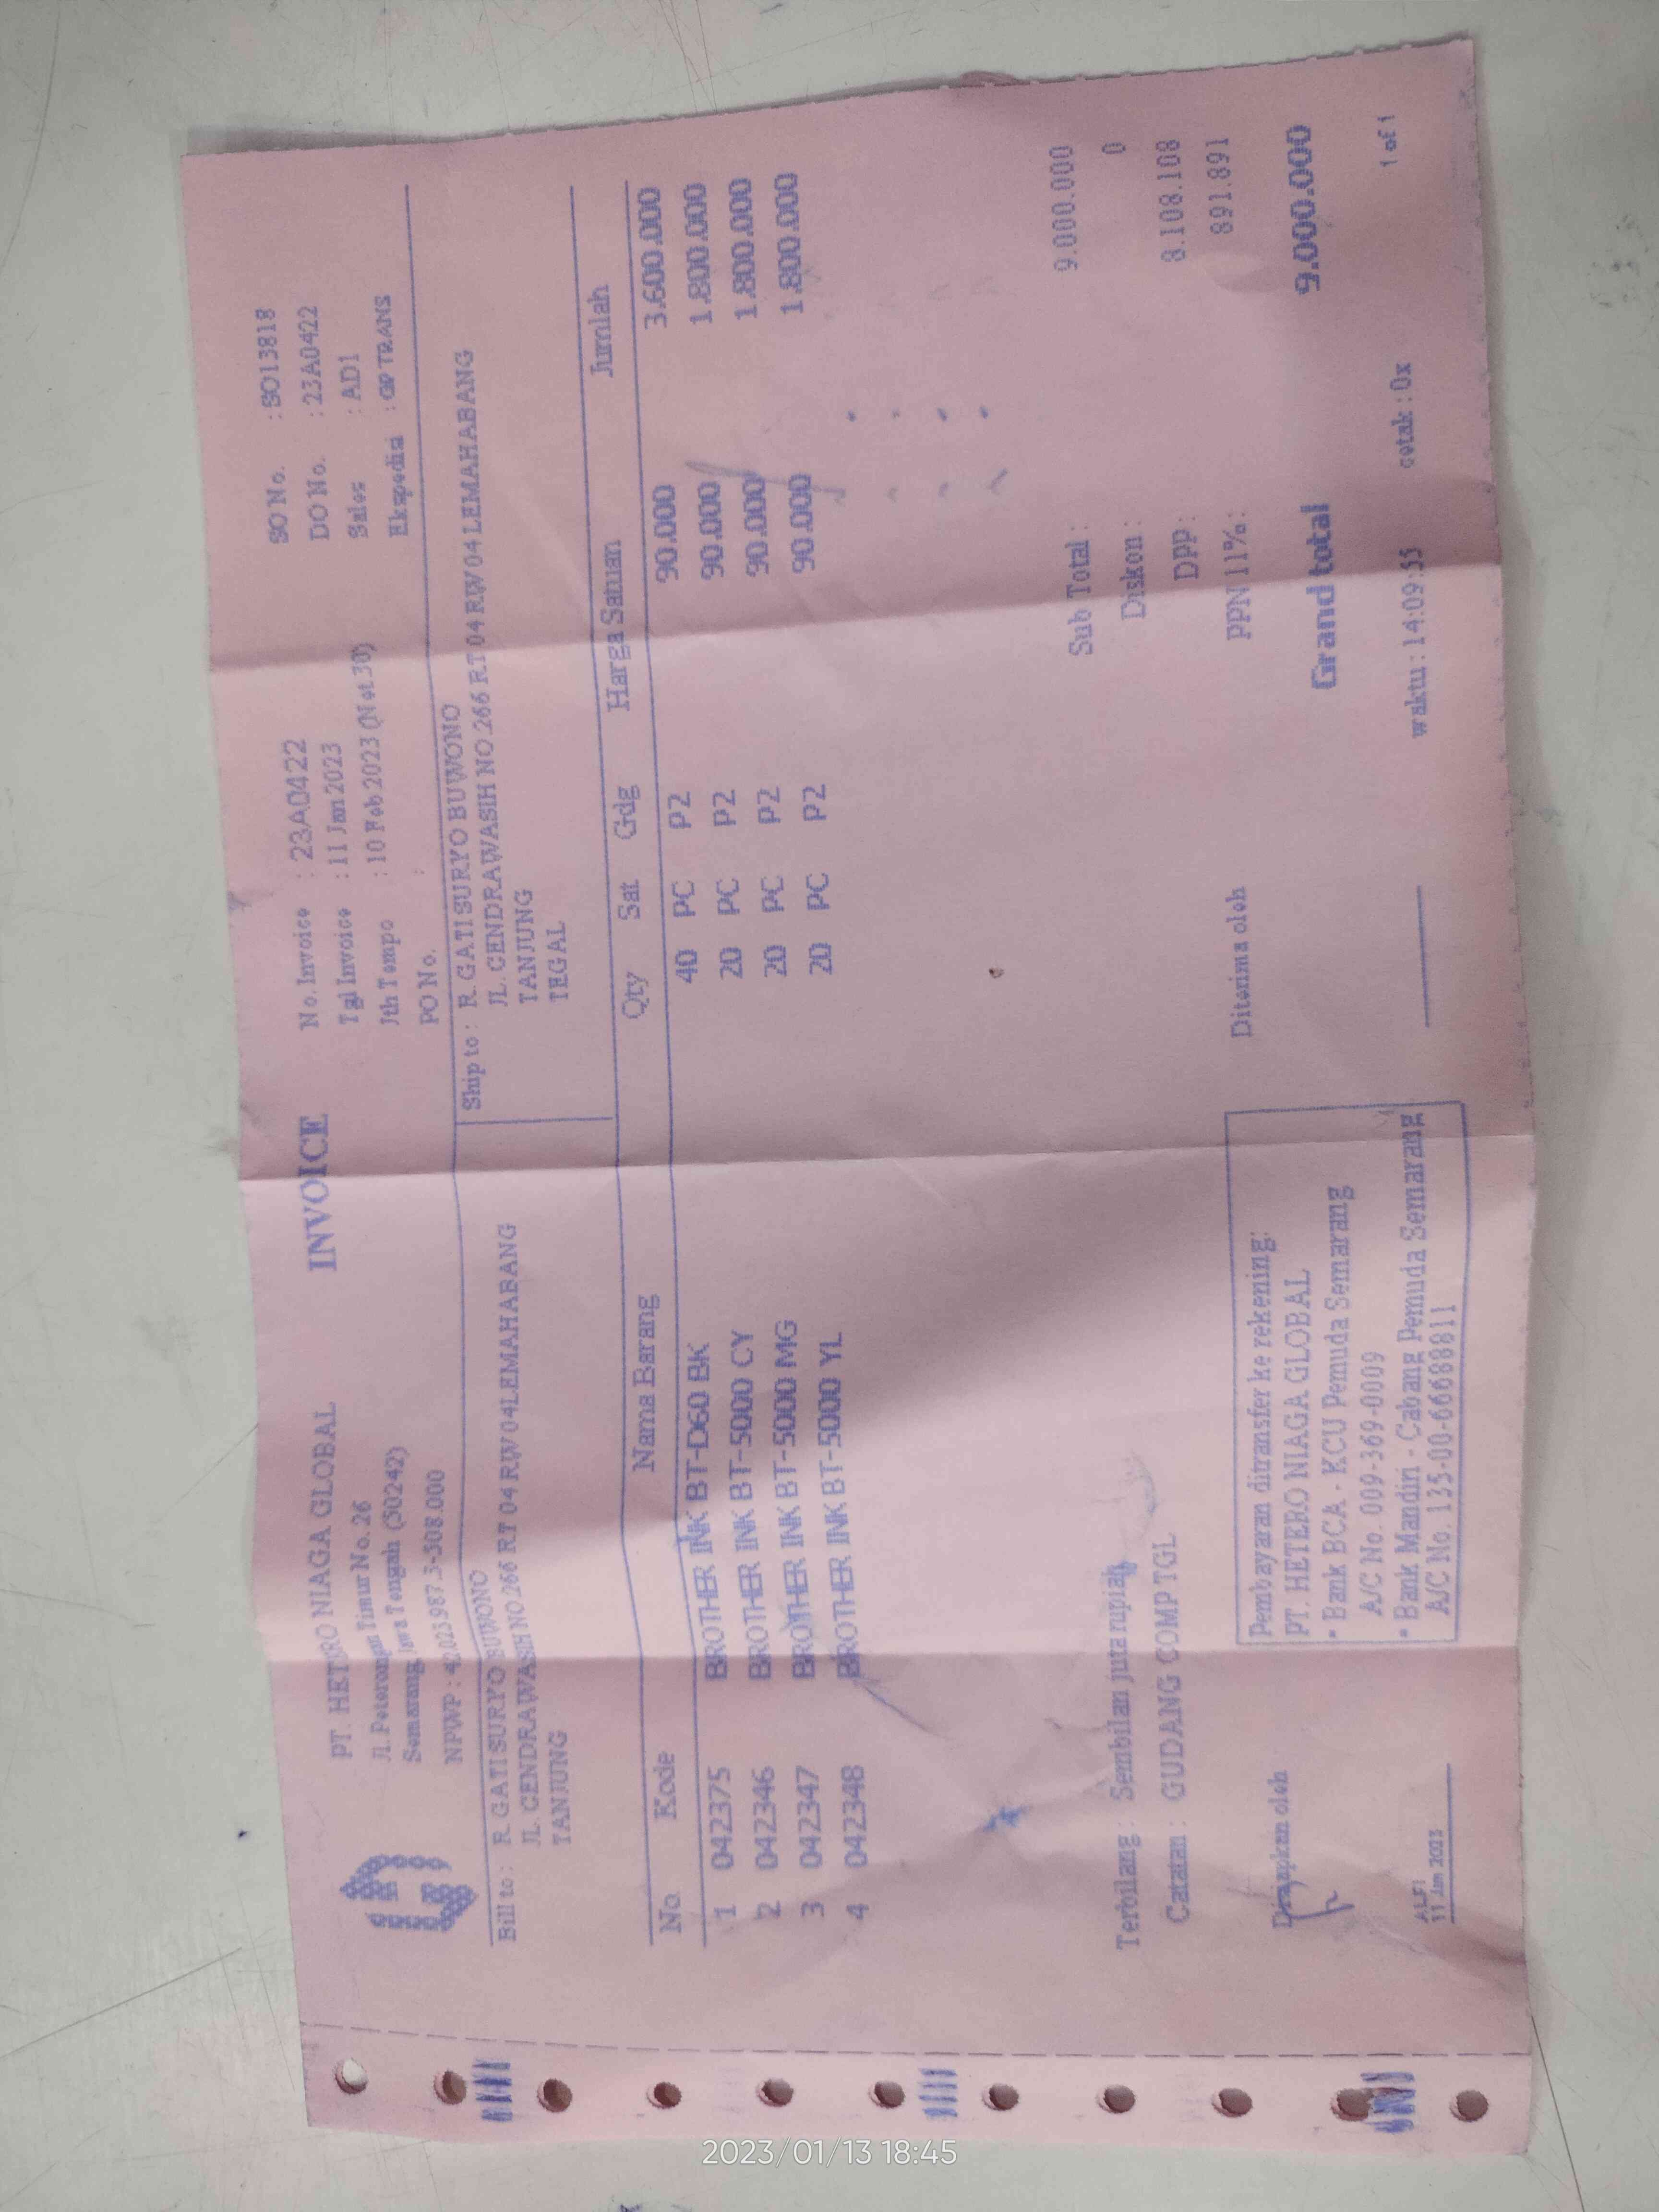 PT. HETERO NIAGA GLOBAL
Jl. Peterongan Timur No. 26
Semarang, Jawa Tengah (50242)
NPWP : 42.023.987.5-508.000
INVOICE
No. Invoice : 23A0422
Tgl Invoice : 11 Jan 2023
Jth Tempo : 10 Feb 2023 (Net 30)
PO No. :
SO No. : SO13818
DO No. : 23A0422
Sales : AD1
Ekspedisi : GP TRANS
Bill to : R. GATI SURYO BUWONO
JL. CENDRAWASIH NO.266 RT 04 RW 04 LEMAHABANG
TANJUNG
Ship to : R. GATI SURYO BUWONO
JL. CENDRAWASIH NO.266 RT 04 RW 04 LEMAHABANG
TANJUNG
TEGAL
No Kode Nama Barang Qty Sat Gdg Harga Satuan Jumlah
1 042375 BROTHER INK BT-D60 BK 40 PC P2 90.000 3.600.000
2 042346 BROTHER INK BT-5000 CY 20 PC P2 90.000 1.800.000
3 042347 BROTHER INK BT-5000 MG 20 PC P2 90.000 1.800.000
4 042348 BROTHER INK BT-5000 YL 20 PC P2 90.000 1.800.000
Terbilang : Sembilan juta rupiah
Catatan : GUDANG COMP TGL
Sub Total : 9.000.000
Diskon : 0
DPP : 8.108.108
PPN 11% : 891.891
Grand total 9.000.000
Disiapkan oleh
ALFI
11 Jan 2023
Pembayaran ditransfer ke rekening:
PT. HETERO NIAGA GLOBAL
* Bank BCA - KCU Pemuda Semarang
A/C No. 009-369-0009
* Bank Mandiri - Cabang Pemuda Semarang
A/C No. 135-00-66688811
Diterima oleh
waktu : 14:09:55 cetak : 0x 1 of 1
2023/01/13 18:45